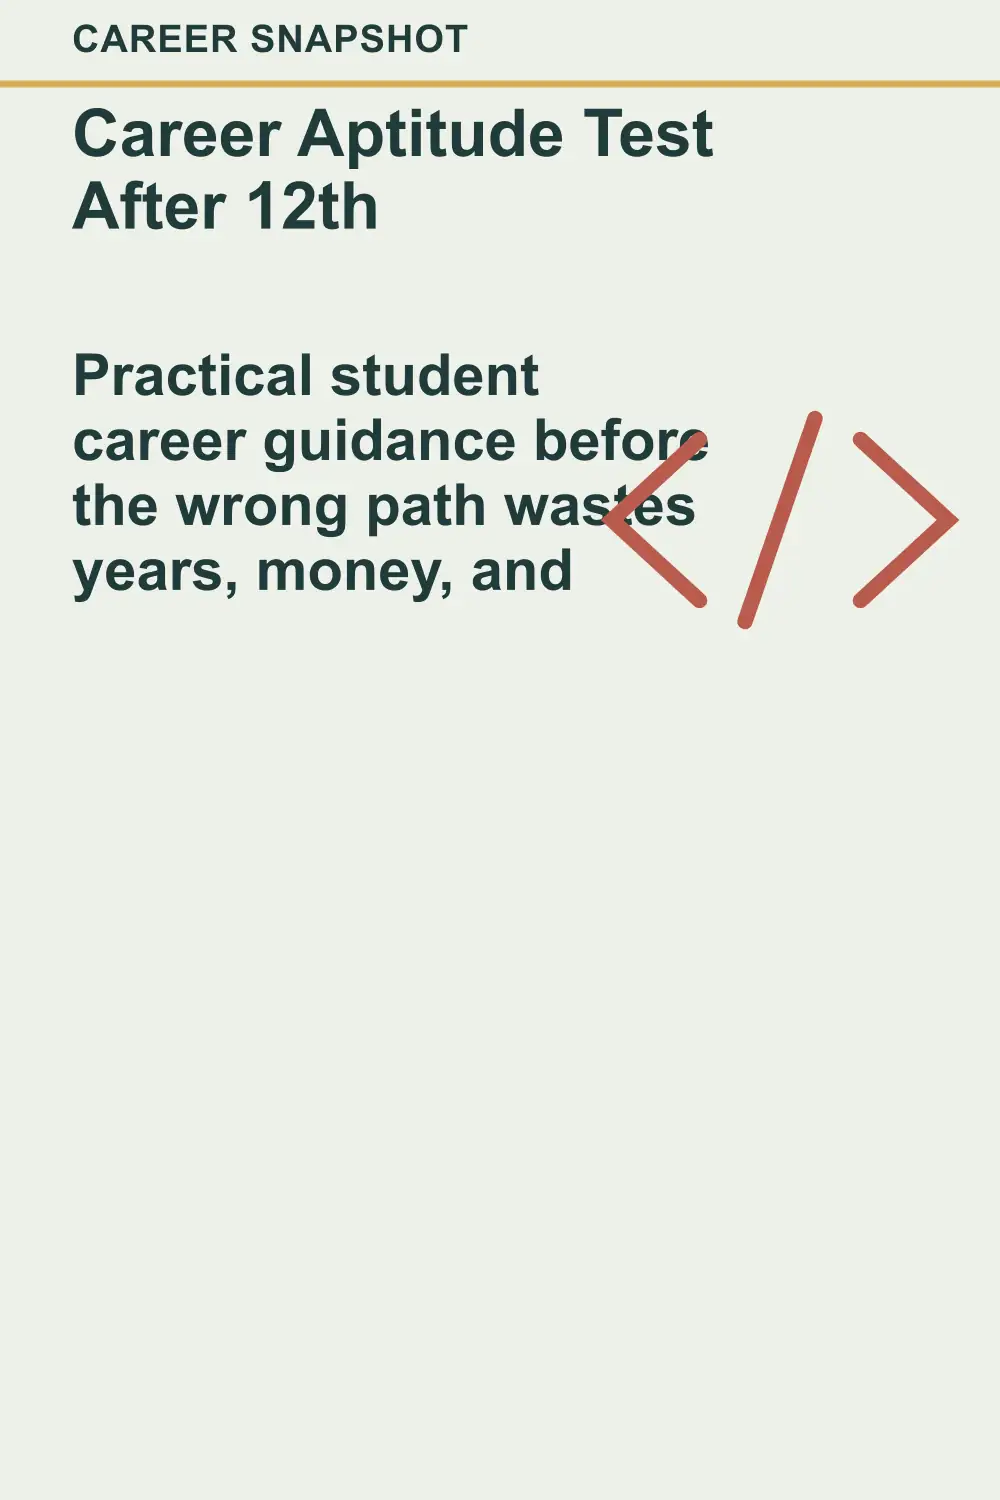 CAREER SNAPSHOT
Career Aptitude Test
After 12th
Practical student
career guidance before
the wrong path wastes
years, money, and